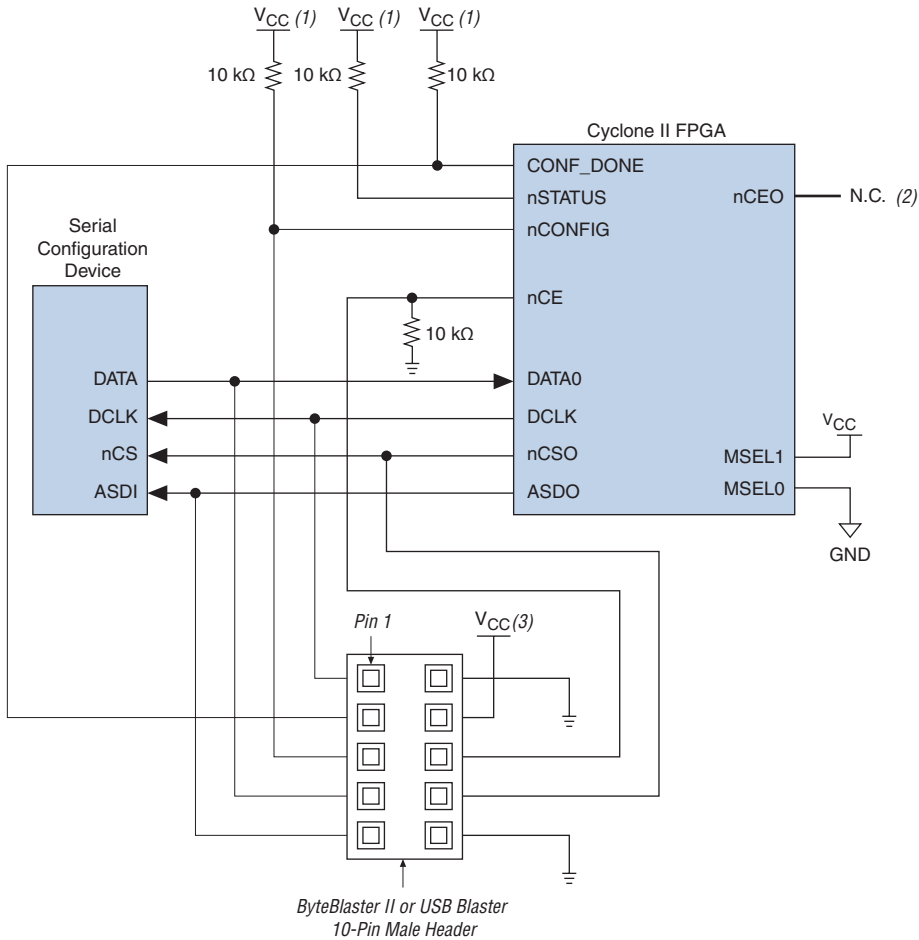 VCC (1) VCC (1) VCC (1)
10 kΩ 10 kΩ 10 kΩ
Cyclone II FPGA
CONF_DONE
nSTATUS
nCONFIG
nCE
DATA0
DCLK
nCSO
ASDO
nCEO
N.C. (2)
MSEL1
MSEL0
VCC
GND
10 kΩ
Serial
Configuration
Device
DATA
DCLK
nCS
ASDI
Pin 1
VCC (3)
ByteBlaster II or USB Blaster
10-Pin Male Header